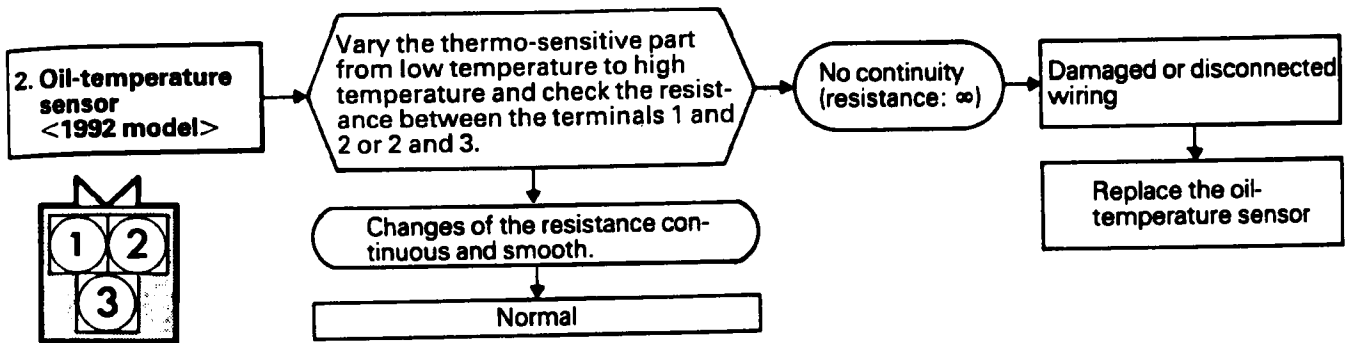 2. Oil-temperature
sensor
<1992 model>
Vary the thermo-sensitive part
from low temperature to high
temperature and check the resist-
ance between the terminals 1 and
2 or 2 and 3.
No continuity
(resistance: ∞)
Damaged or disconnected
wiring
Replace the oil-
temperature sensor
Changes of the resistance con-
tinuous and smooth.
Normal
1 2
3